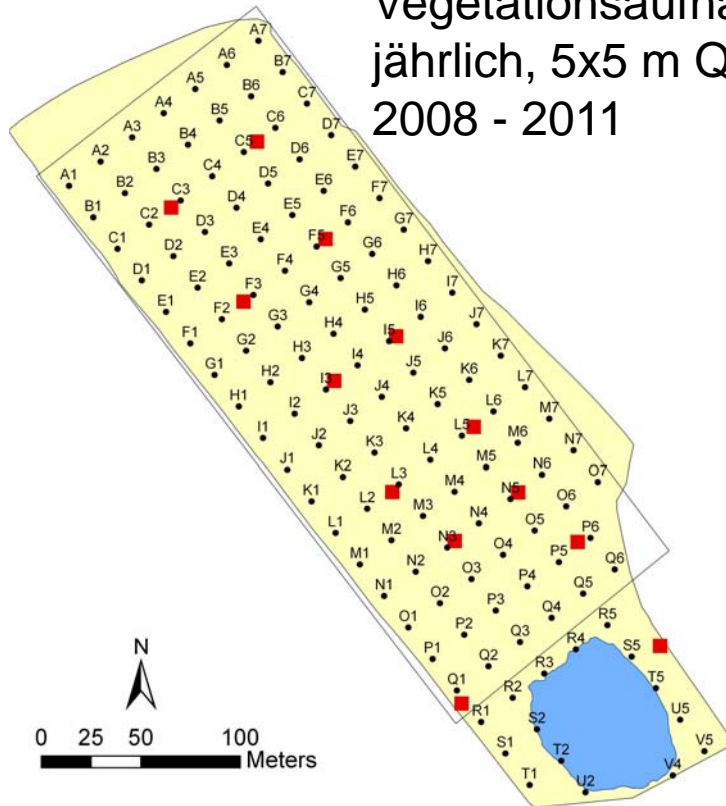 Vegetationsaufna
jährlich, 5x5 m Q
2008 - 2011
A7
A6 B7
A5 B6 C7
A4 B5 C6 D7
A3 B4 C5 D6 E7
A2 B3 C4 D5 E6 F7
A1 B2 C3 D4 E5 F6 G7
B1 C2 D3 E4 F5 G6 H7
C1 D2 E3 F4 G5 H6 I7
D1 E2 F3 G4 H5 I6 J7
E1 F2 G3 H4 I5 J6 K7
F1 G2 H3 I4 J5 K6 L7
G1 H2 I3 J4 K5 L6 M7
H1 I2 J3 K4 L5 M6 N7
I1 J2 K3 L4 M5 N6 O7
J1 K2 L3 M4 N5 O6
K1 L2 M3 N4 O5 P6
L1 M2 N3 O4 P5 Q6
M1 N2 O3 P4 Q5
N1 O2 P3 Q4 R5
O1 P2 Q3 R4 S5
P1 Q2 R3 T5
Q1 R2 U5
R1 S2 V5
S1 T2 V4
T1 U2
N
0 25 50 100
Meters